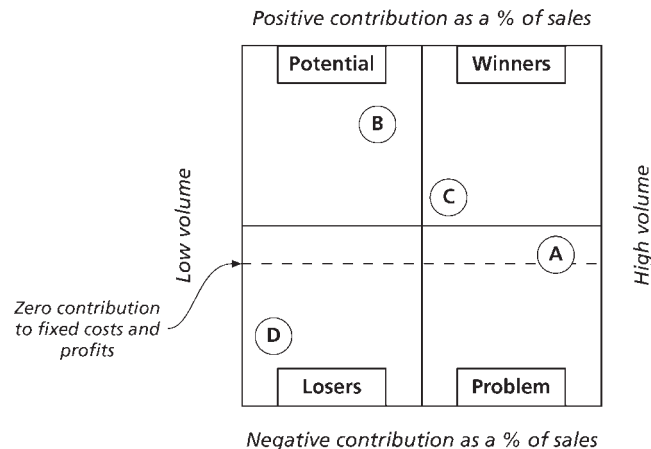 Positive contribution as a % of sales
Potential
Winners
B
C
Low volume
High volume
A
Zero contribution
to fixed costs and
profits
D
Losers
Problem
Negative contribution as a % of sales